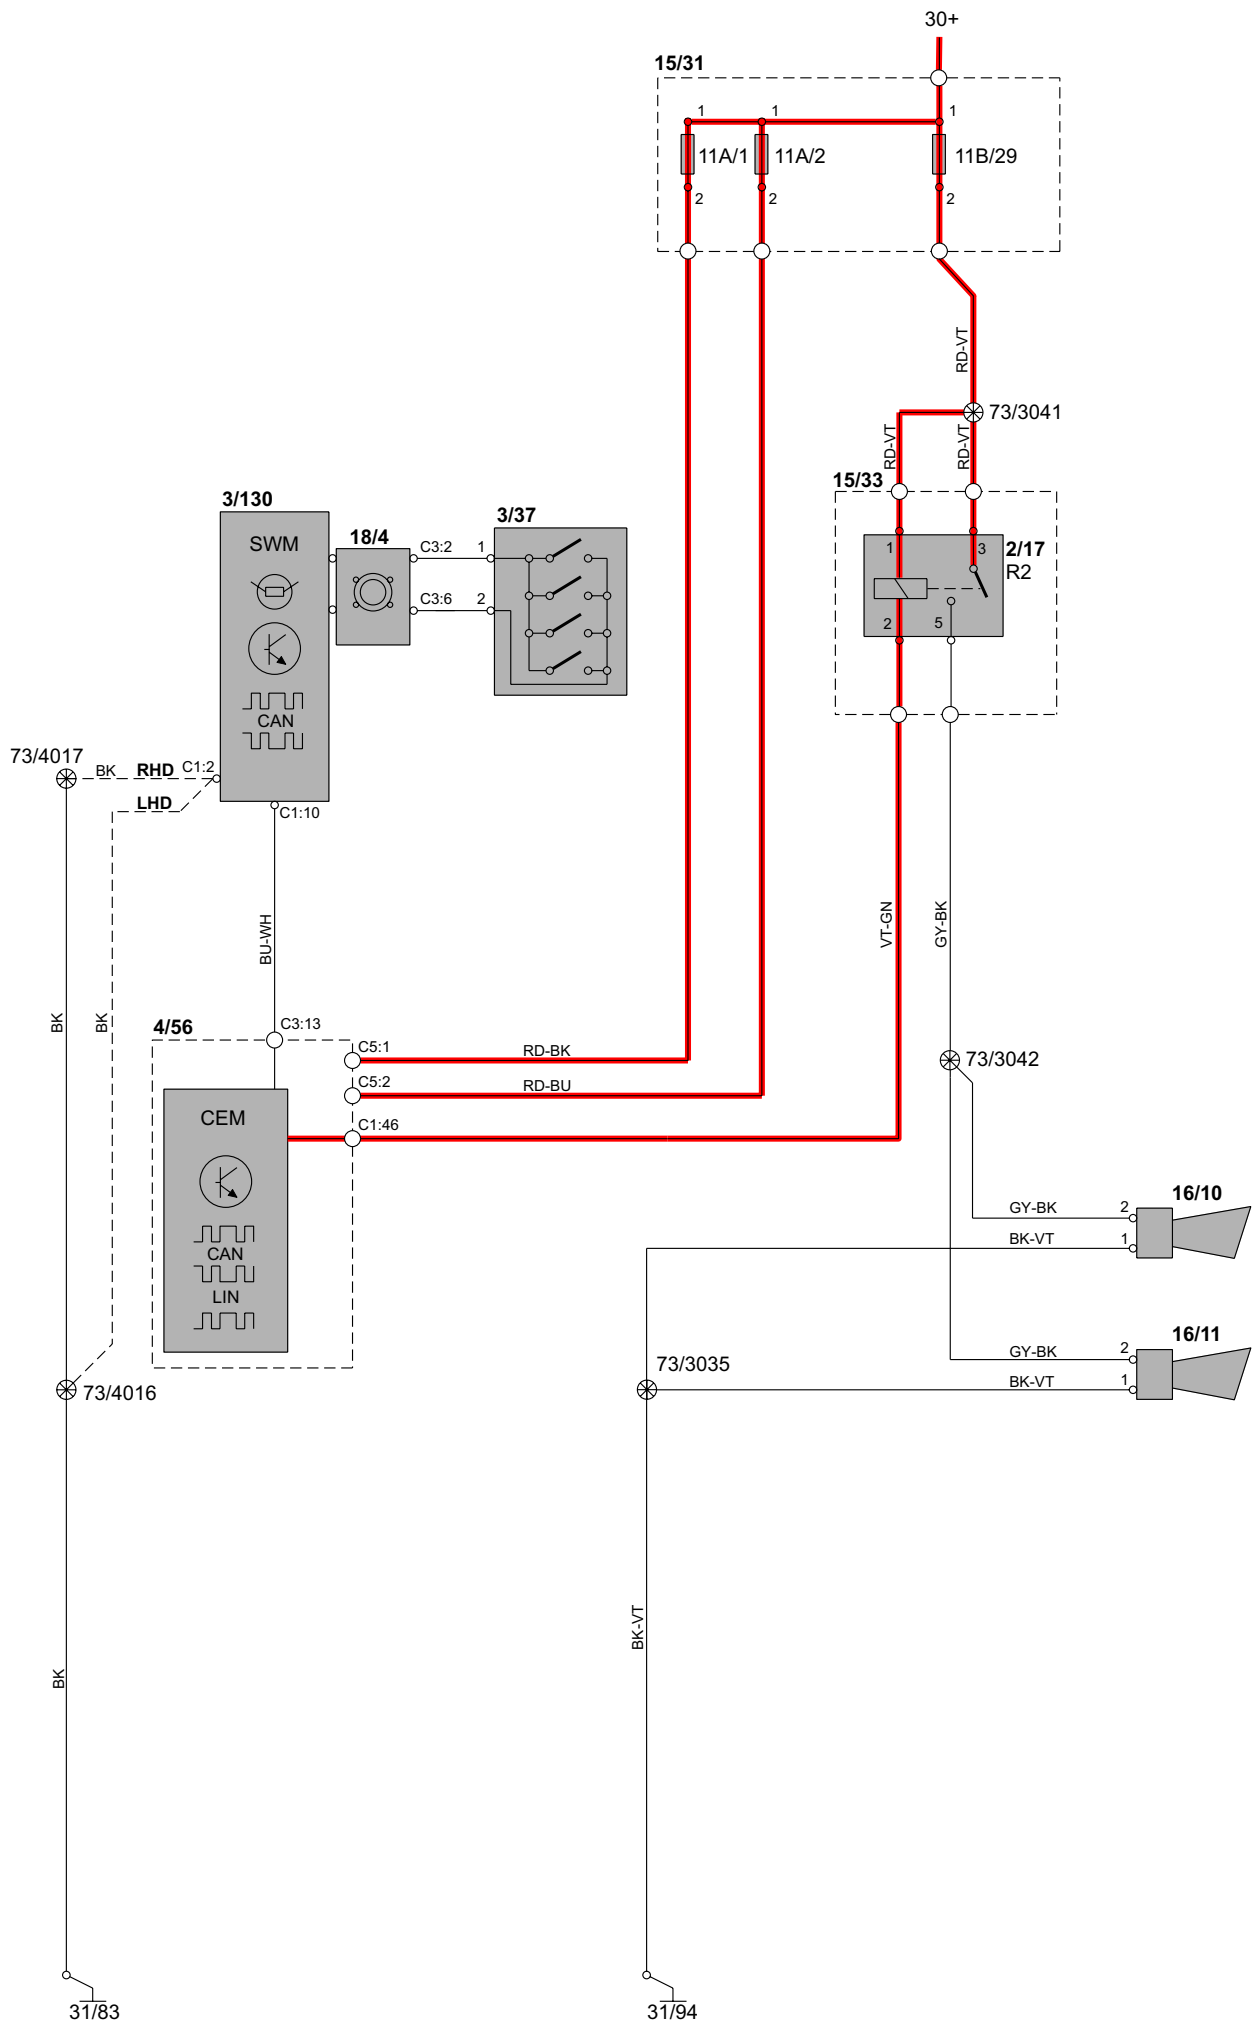 30+
15/31
1
1
1
11A/1
11A/2
11B/29
2
2
2
RD-VT
73/3041
RD-VT
RD-VT
15/33
3/130
3/37
SWM
18/4
C3:2
1
1
3
2/17
R2
C3:6
2
2
5
CAN
73/4017
BK
RHD
C1:2
LHD
C1:10
BU-WH
VT-GN
GY-BK
BK
BK
4/56
C3:13
C5:1
RD-BK
73/3042
C5:2
RD-BU
CEM
C1:46
16/10
GY-BK
2
BK-VT
1
CAN
LIN
16/11
GY-BK
2
73/3035
BK-VT
1
73/4016
BK-VT
BK
31/83
31/94